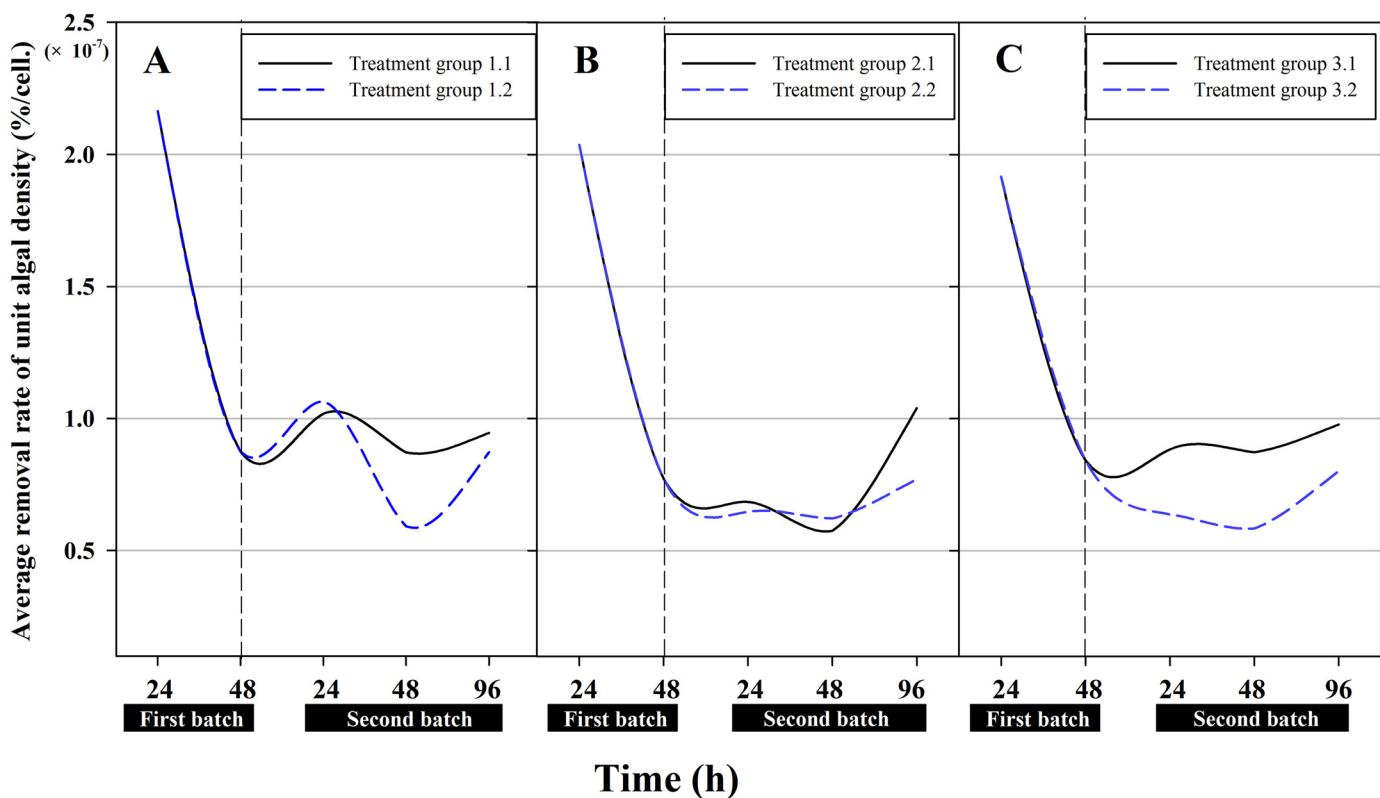 Average removal rate of unit algal density (%/cell.)
(× 10-7)
2.5
2.0
1.5
1.0
0.5
A
Treatment group 1.1
Treatment group 1.2
B
Treatment group 2.1
Treatment group 2.2
C
Treatment group 3.1
Treatment group 3.2
24 48 24 48 96 24 48 24 48 96 24 48 24 48 96
First batch Second batch First batch Second batch First batch Second batch
Time (h)